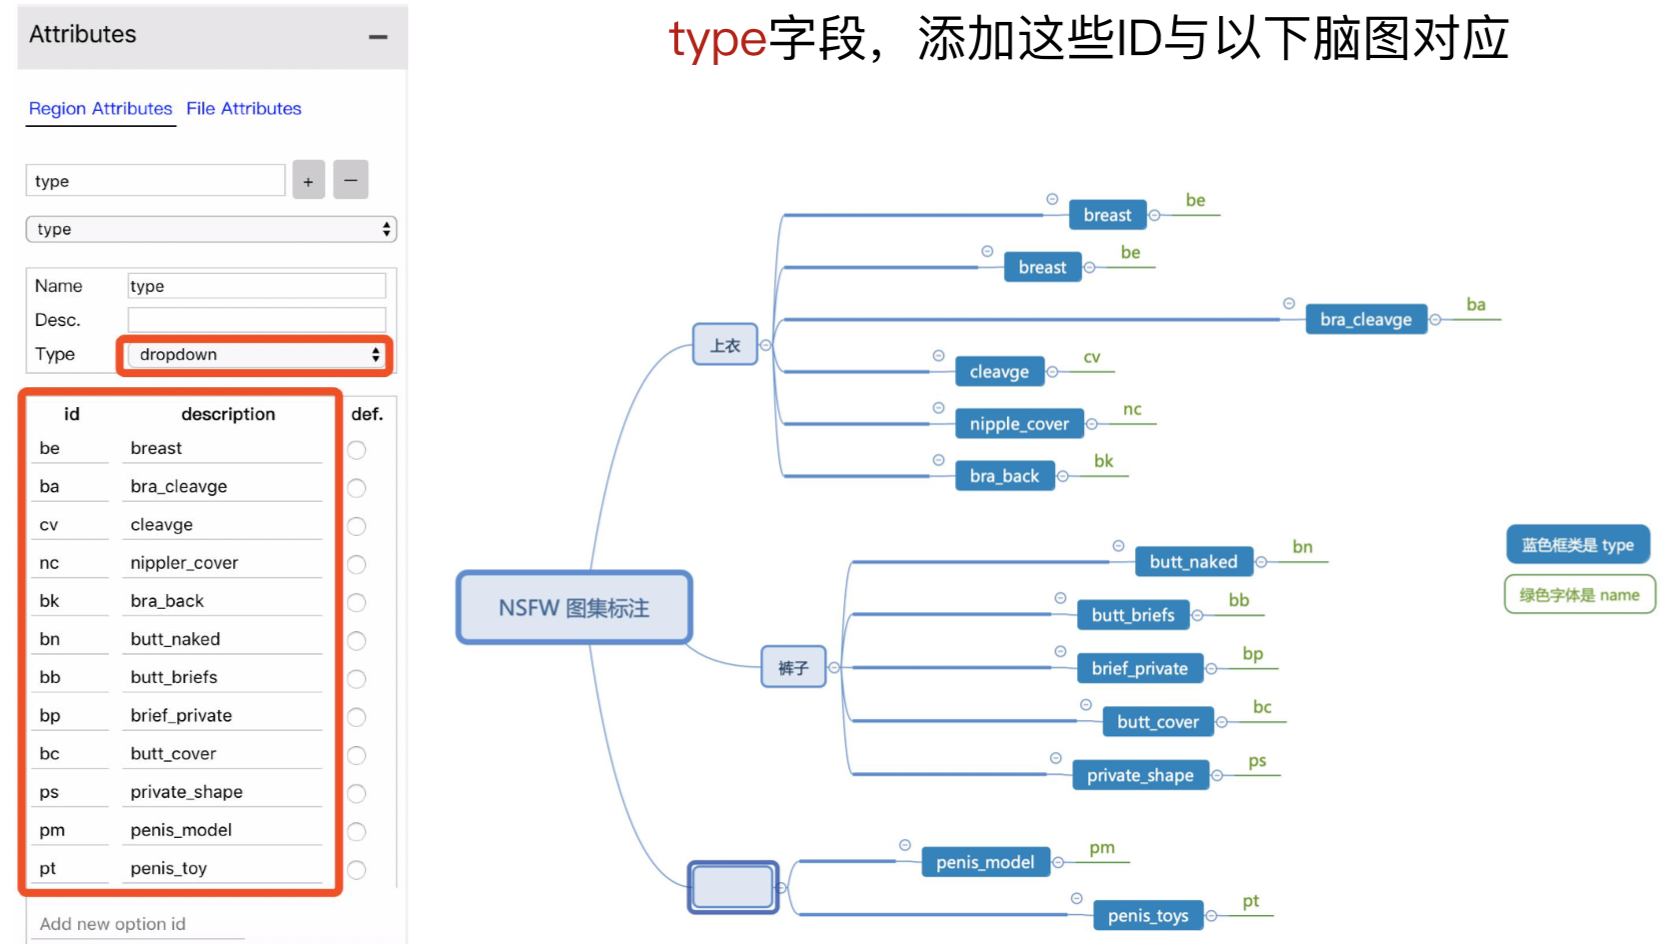 type字段，添加这些ID与以下脑图对应
Attributes
Region Attributes File Attributes
type + −
type
Name type
Desc.
Type dropdown
id description def.
be breast
ba bra_cleavge
cv cleavge
nc nippler_cover
bk bra_back
bn butt_naked
bb butt_briefs
bp brief_private
bc butt_cover
ps private_shape
pm penis_model
pt penis_toy
Add new option id
NSFW 图集标注
上衣
breast be
breast be
bra_cleavge ba
cleavge cv
nipple_cover nc
bra_back bk
裤子
butt_naked bn
butt_briefs bb
brief_private bp
butt_cover bc
private_shape ps
penis_model pm
penis_toys pt
蓝色框类是 type
绿色字体是 name